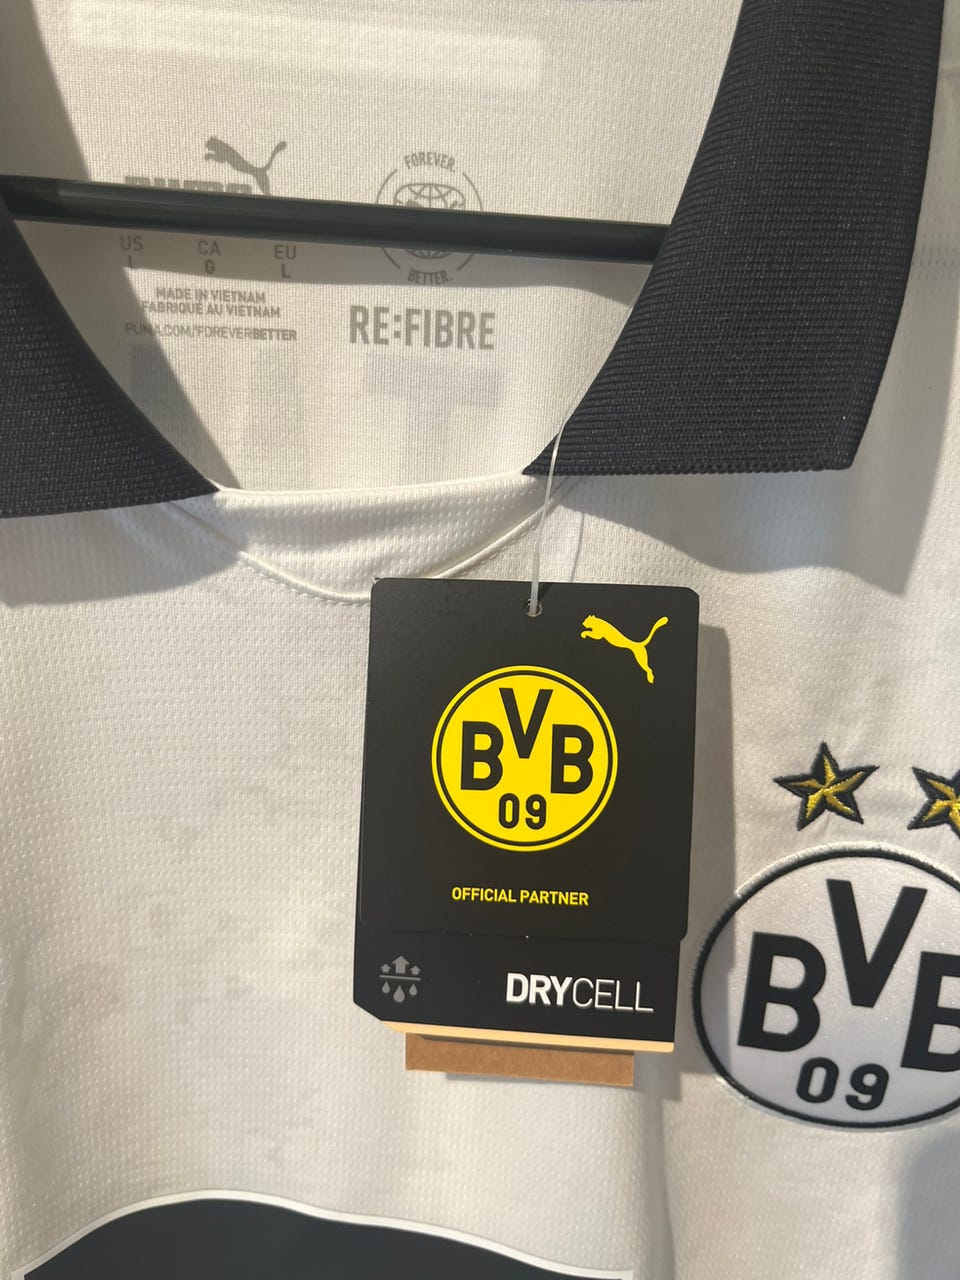 PUMA
US CA EU
L G L
MADE IN VIETNAM
FABRIQUÉ AU VIETNAM
PUMA.COM/FOREVERBETTER
FOREVER.
BETTER.
RE:FIBRE
BVB
09
OFFICIAL PARTNER
DRYCELL
BVB
09